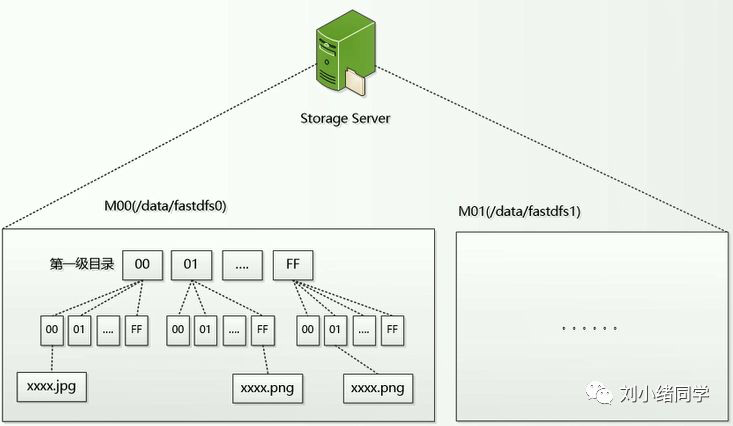 Storage Server
M00(/data/fastdfs0)
M01(/data/fastdfs1)
第一级目录 00 01 .... FF
00 01 .... FF 00 01 .... FF 00 01 .... FF
......
xxxx.jpg xxxx.png xxxx.png
刘小绪同学